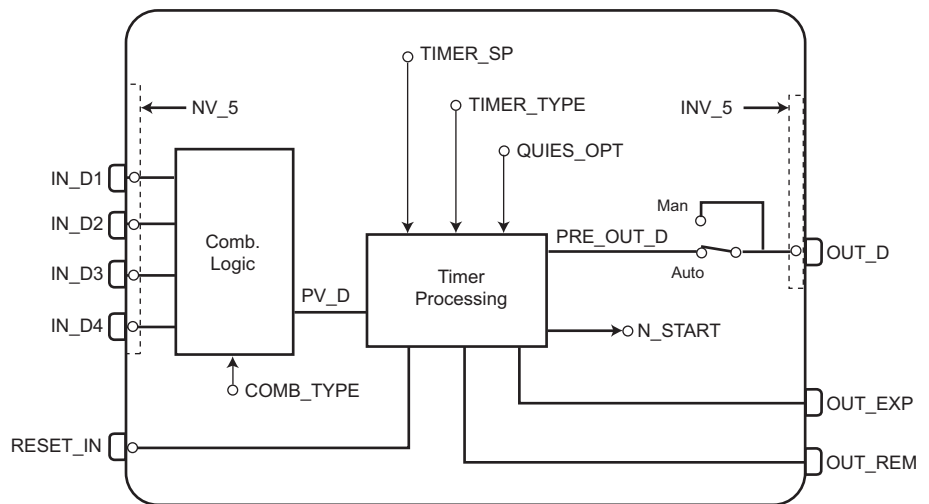 TIMER_SP
NV_5
TIMER_TYPE
INV_5
QUIES_OPT
IN_D1
IN_D2
IN_D3
IN_D4
Comb.
Logic
Man
PRE_OUT_D
OUT_D
Auto
PV_D
Timer
Processing
N_START
COMB_TYPE
OUT_EXP
RESET_IN
OUT_REM